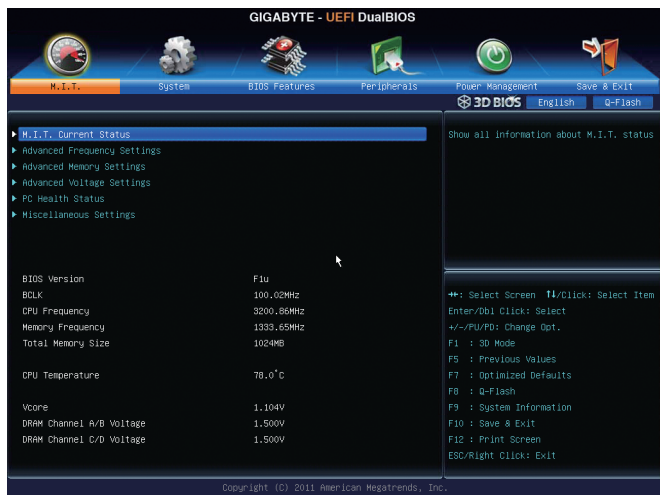 GIGABYTE - UEFI DualBIOS
M.I.T. System BIOS Features Peripherals Power Management Save & Exit
3D BIOS English Q-Flash
M.I.T. Current Status
Advanced Frequency Settings
Advanced Memory Settings
Advanced Voltage Settings
PC Health Status
Miscellaneous Settings
Show all information about M.I.T. status
BIOS Version F1u
BCLK 100.02MHz
CPU Frequency 3200.86MHz
Memory Frequency 1333.65MHz
Total Memory Size 1024MB
CPU Temperature 78.0°C
Vcore 1.104V
DRAM Channel A/B Voltage 1.500V
DRAM Channel C/D Voltage 1.500V
→←: Select Screen ↑↓/Click: Select Item
Enter/Dbl Click: Select
+/-/PU/PD: Change Opt.
F1 : 3D Mode
F5 : Previous Values
F7 : Optimized Defaults
F8 : Q-Flash
F9 : System Information
F10 : Save & Exit
F12 : Print Screen
ESC/Right Click: Exit
Copyright (C) 2011 American Megatrends, Inc.